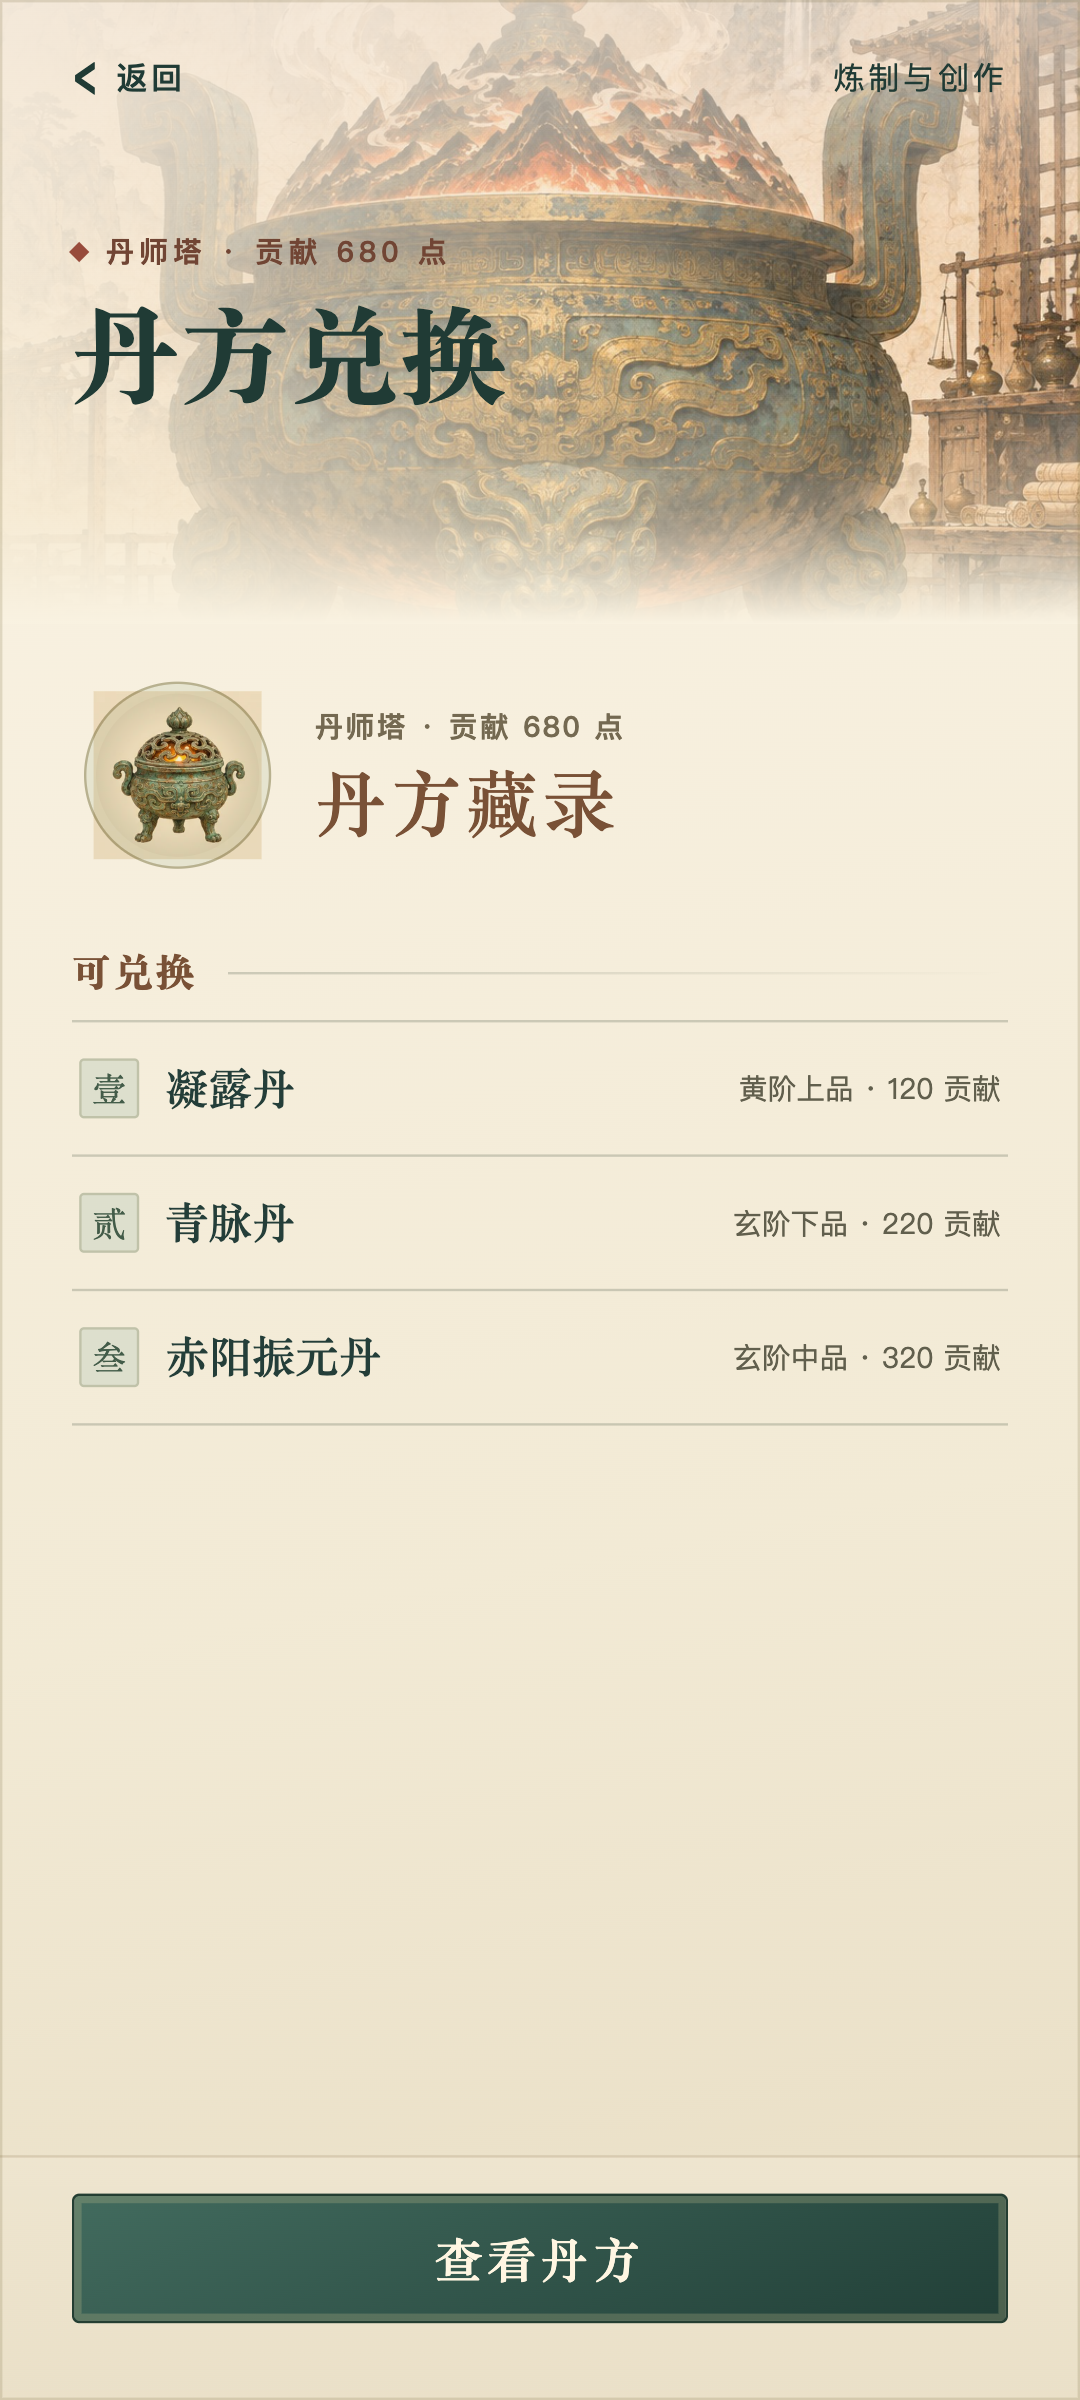 返回
炼制与创作
丹师塔 · 贡献 680 点
丹方兑换
丹师塔 · 贡献 680 点
丹方藏录
可兑换
壹 凝露丹 黄阶上品 · 120 贡献
贰 青脉丹 玄阶下品 · 220 贡献
叁 赤阳振元丹 玄阶中品 · 320 贡献
查看丹方